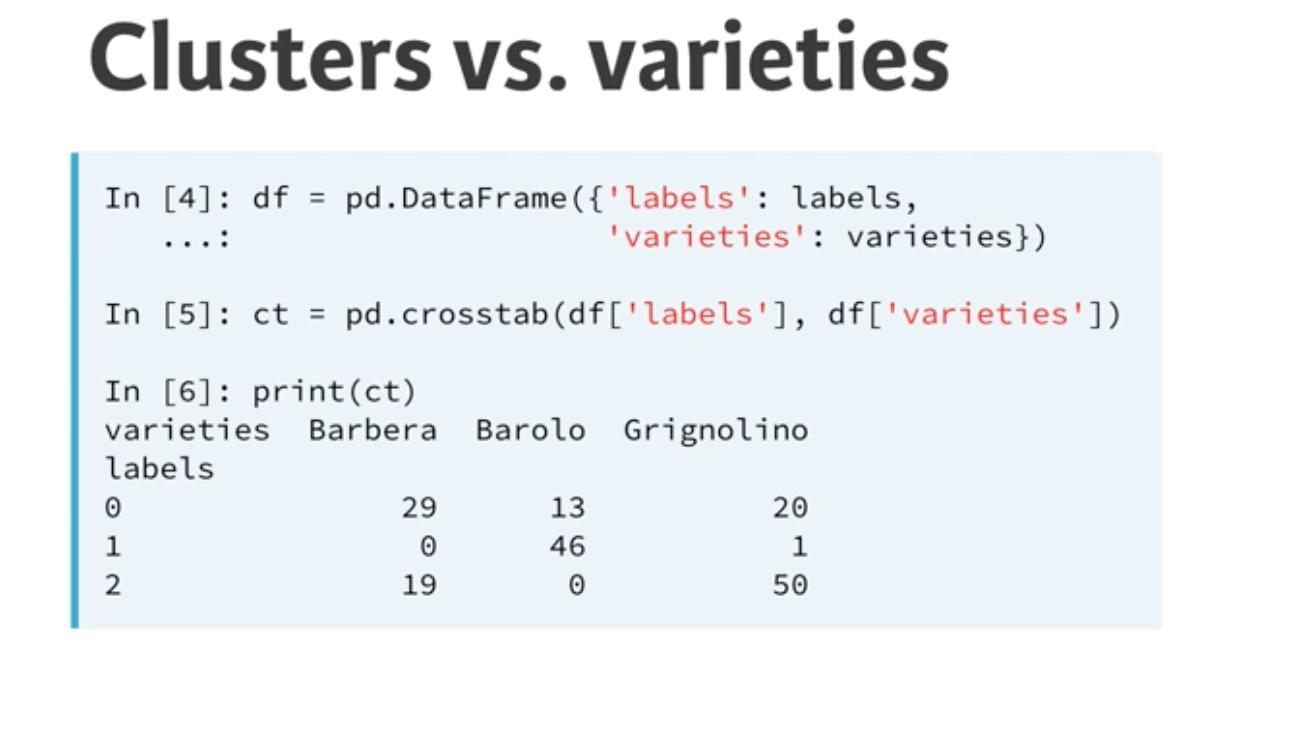 Clusters vs. varieties
In [4]: df = pd.DataFrame({'labels': labels,
   ...:                    'varieties': varieties})
In [5]: ct = pd.crosstab(df['labels'], df['varieties'])
In [6]: print(ct)
varieties  Barbera  Barolo  Grignolino
labels
0               29      13          20
1                0      46           1
2               19       0          50